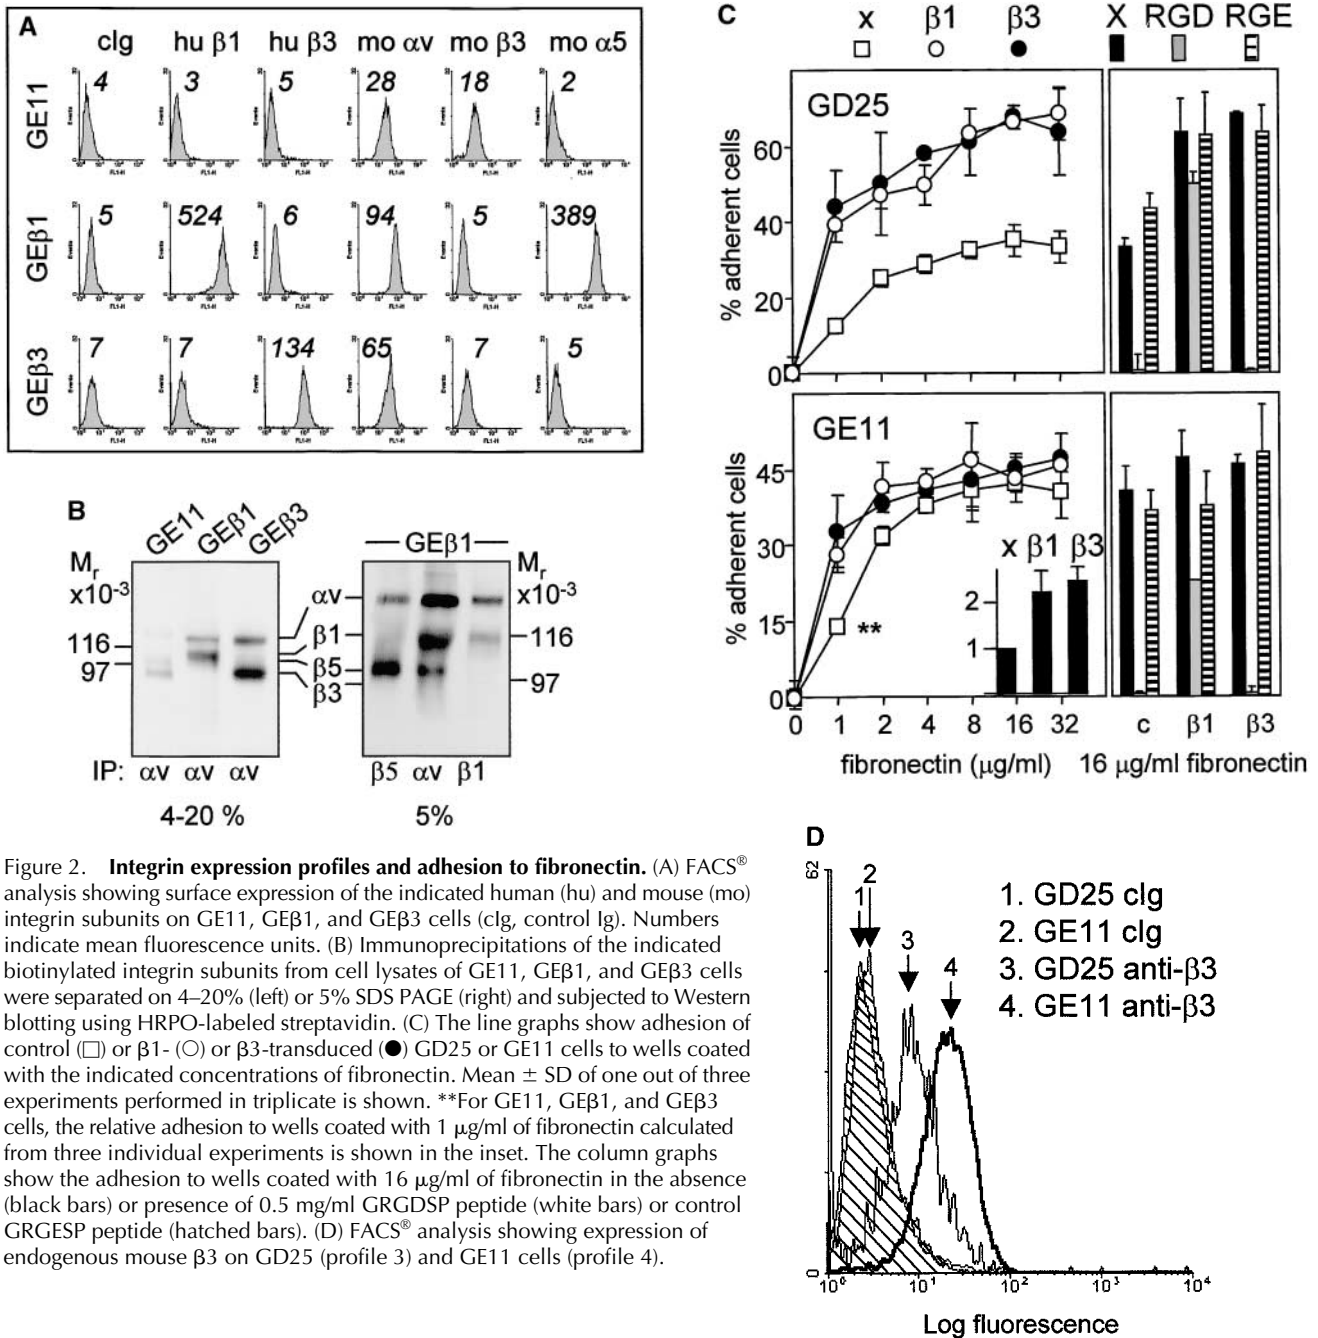 A
cIg hu β1 hu β3 mo αv mo β3 mo α5
GE11
4 3 5 28 18 2
GEβ1
5 524 6 94 5 389
GEβ3
7 7 134 65 7 5
B
GE11 GEβ1 GEβ3
GEβ1
Mr
x10-3
116
97
αv
β1
β5
β3
Mr
x10-3
116
97
IP: αv αv αv
β5 αv β1
4-20 %
5%
C
x β1 β3
X RGD RGE
GD25
% adherent cells
60
40
20
0
GE11
% adherent cells
45
30
15
0
**
x β1 β3
2
1
0 1 2 4 8 16 32
c β1 β3
fibronectin (μg/ml)
16 μg/ml fibronectin
Figure 2. Integrin expression profiles and adhesion to fibronectin. (A) FACS®
analysis showing surface expression of the indicated human (hu) and mouse (mo)
integrin subunits on GE11, GEβ1, and GEβ3 cells (cIg, control Ig). Numbers
indicate mean fluorescence units. (B) Immunoprecipitations of the indicated
biotinylated integrin subunits from cell lysates of GE11, GEβ1, and GEβ3 cells
were separated on 4–20% (left) or 5% SDS PAGE (right) and subjected to Western
blotting using HRPO-labeled streptavidin. (C) The line graphs show adhesion of
control (□) or β1- (○) or β3-transduced (●) GD25 or GE11 cells to wells coated
with the indicated concentrations of fibronectin. Mean ± SD of one out of three
experiments performed in triplicate is shown. **For GE11, GEβ1, and GEβ3
cells, the relative adhesion to wells coated with 1 μg/ml of fibronectin calculated
from three individual experiments is shown in the inset. The column graphs
show the adhesion to wells coated with 16 μg/ml of fibronectin in the absence
(black bars) or presence of 0.5 mg/ml GRGDSP peptide (white bars) or control
GRGESP peptide (hatched bars). (D) FACS® analysis showing expression of
endogenous mouse β3 on GD25 (profile 3) and GE11 cells (profile 4).
D
62
0
1 2
3
4
1. GD25 cIg
2. GE11 cIg
3. GD25 anti-β3
4. GE11 anti-β3
10⁰ 10¹ 10² 10³ 10⁴
Log fluorescence